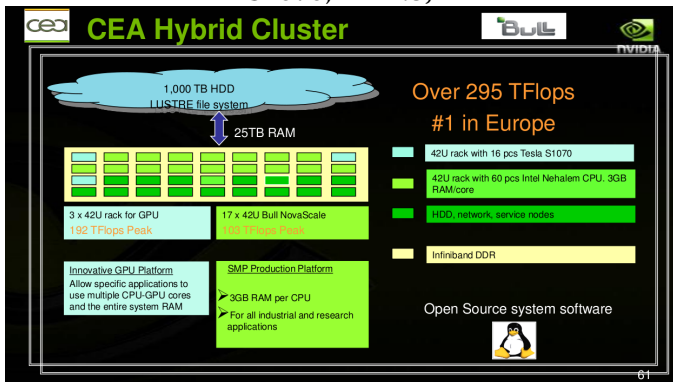 cea
CEA Hybrid Cluster
Bull
NVIDIA
1,000 TB HDD
LUSTRE file system
25TB RAM
3 x 42U rack for GPU
192 TFlops Peak
17 x 42U Bull NovaScale
103 TFlops Peak
Innovative GPU Platform
Allow specific applications to
use multiple CPU-GPU cores
and the entire system RAM
SMP Production Platform
3GB RAM per CPU
For all industrial and research
applications
Over 295 TFlops
#1 in Europe
42U rack with 16 pcs Tesla S1070
42U rack with 60 pcs Intel Nehalem CPU. 3GB
RAM/core
HDD, network, service nodes
Infiniband DDR
Open Source system software
61